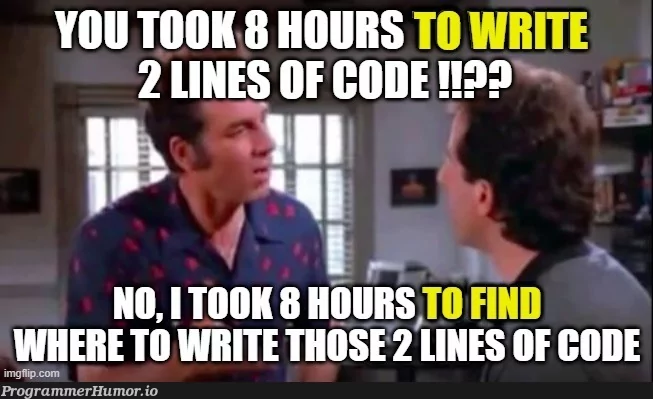 YOU TOOK 8 HOURS TO WRITE
2 LINES OF CODE !!??
NO, I TOOK 8 HOURS TO FIND
WHERE TO WRITE THOSE 2 LINES OF CODE
imgflip.com
ProgrammerHumor.io